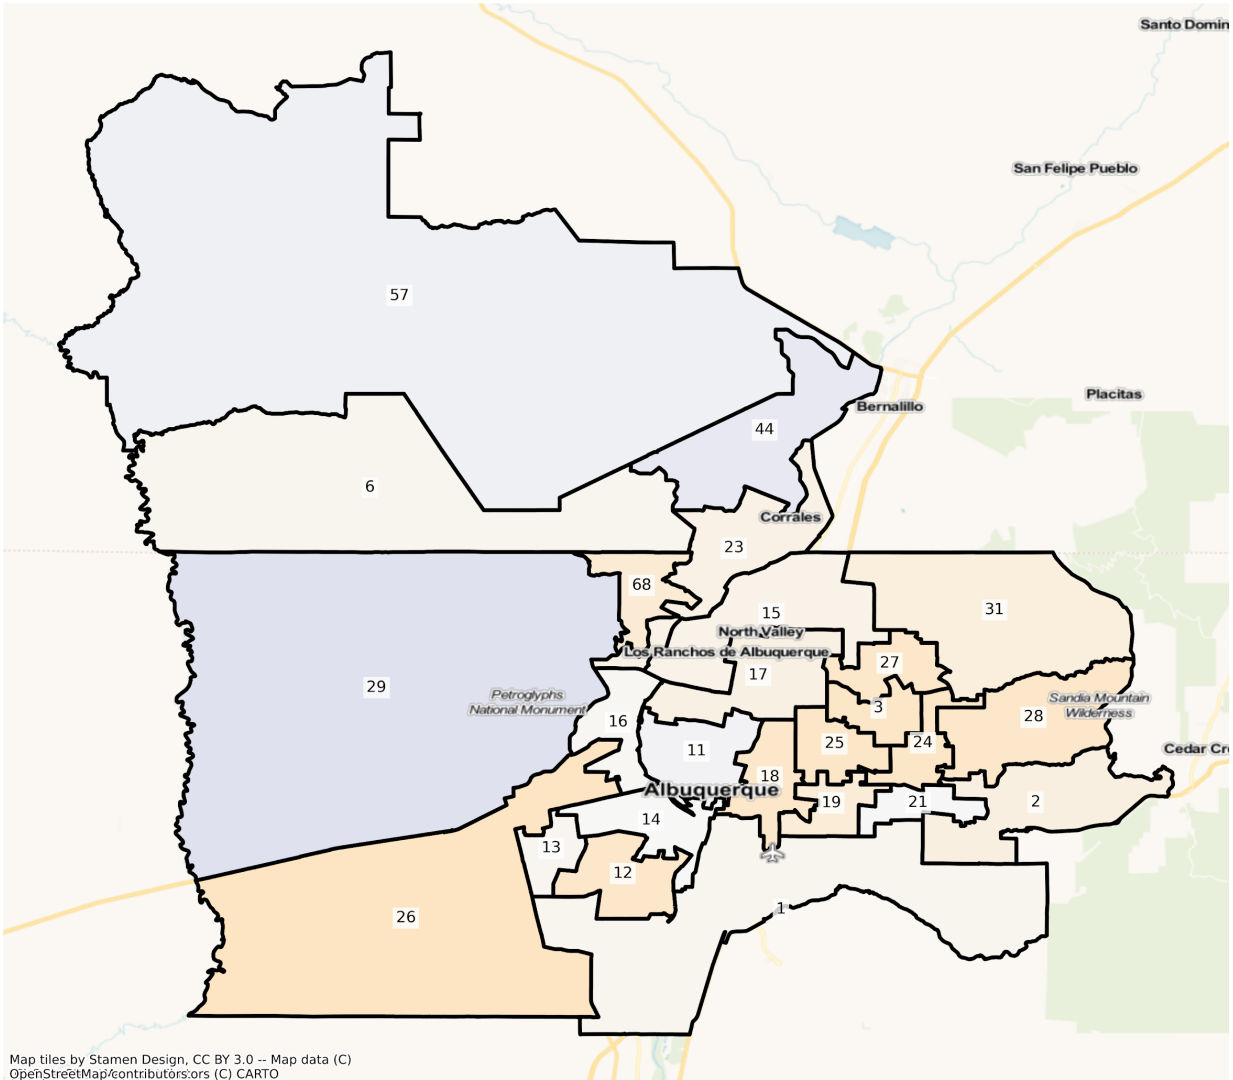 Santo Domin
San Felipe Pueblo
57
Placitas
Bernalillo
44
6
Corrales
23
68
31
15
North Valley
Los Ranchos de Albuquerque
27
17
29
Petroglyphs
National Monument
Sandia Mountain
Wilderness
3
28
16
25
24
11
Cedar Cr
18
Albuquerque
19
21
2
14
13
12
1
26
Map tiles by Stamen Design, CC BY 3.0 -- Map data (C)
OpenStreetMap contributors (C) CARTO